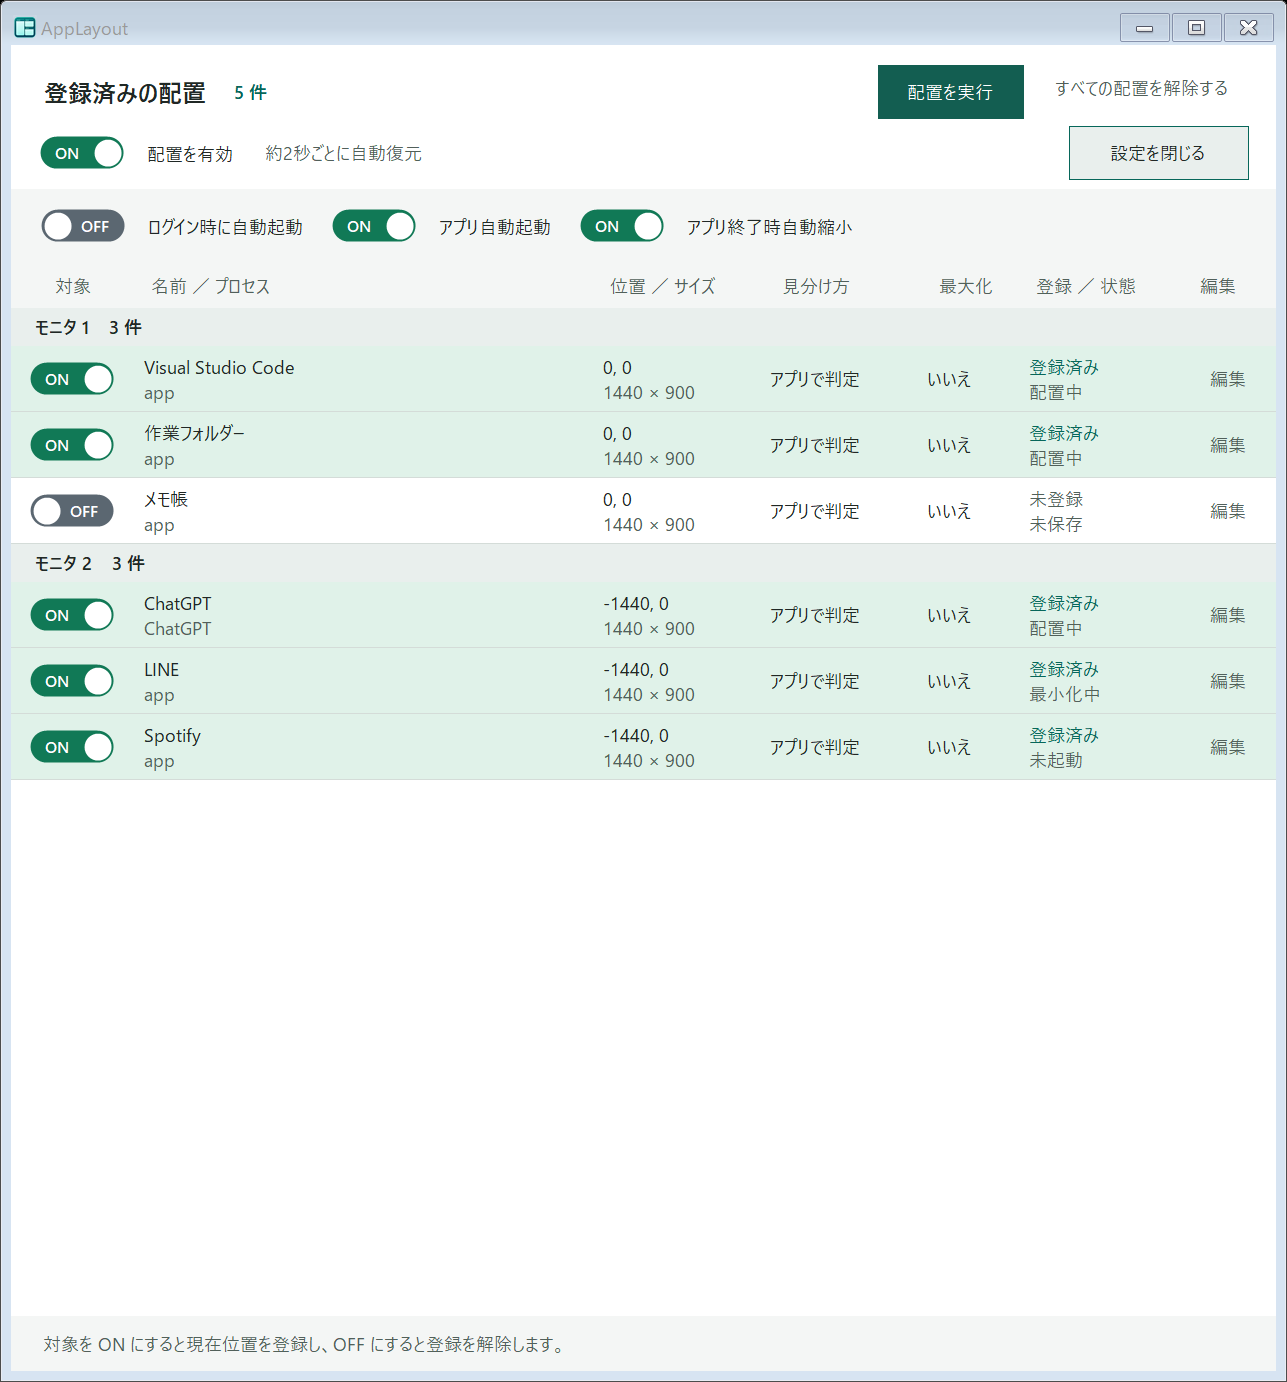 AppLayout
登録済みの配置 5 件
配置を実行
すべての配置を解除する
ON 配置を有効 約2秒ごとに自動復元
設定を閉じる
OFF ログイン時に自動起動 ON アプリ自動起動 ON アプリ終了時自動縮小
対象 名前 ／ プロセス 位置 ／ サイズ 見分け方 最大化 登録 ／ 状態 編集
モニタ 1 3 件
ON Visual Studio Code 0, 0 アプリで判定 いいえ 登録済み 編集
app 1440 × 900 配置中
ON 作業フォルダー 0, 0 アプリで判定 いいえ 登録済み 編集
app 1440 × 900 配置中
OFF メモ帳 0, 0 アプリで判定 いいえ 未登録 編集
app 1440 × 900 未保存
モニタ 2 3 件
ON ChatGPT -1440, 0 アプリで判定 いいえ 登録済み 編集
ChatGPT 1440 × 900 配置中
ON LINE -1440, 0 アプリで判定 いいえ 登録済み 編集
app 1440 × 900 最小化中
ON Spotify -1440, 0 アプリで判定 いいえ 登録済み 編集
app 1440 × 900 未起動
対象を ON にすると現在位置を登録し、OFF にすると登録を解除します。